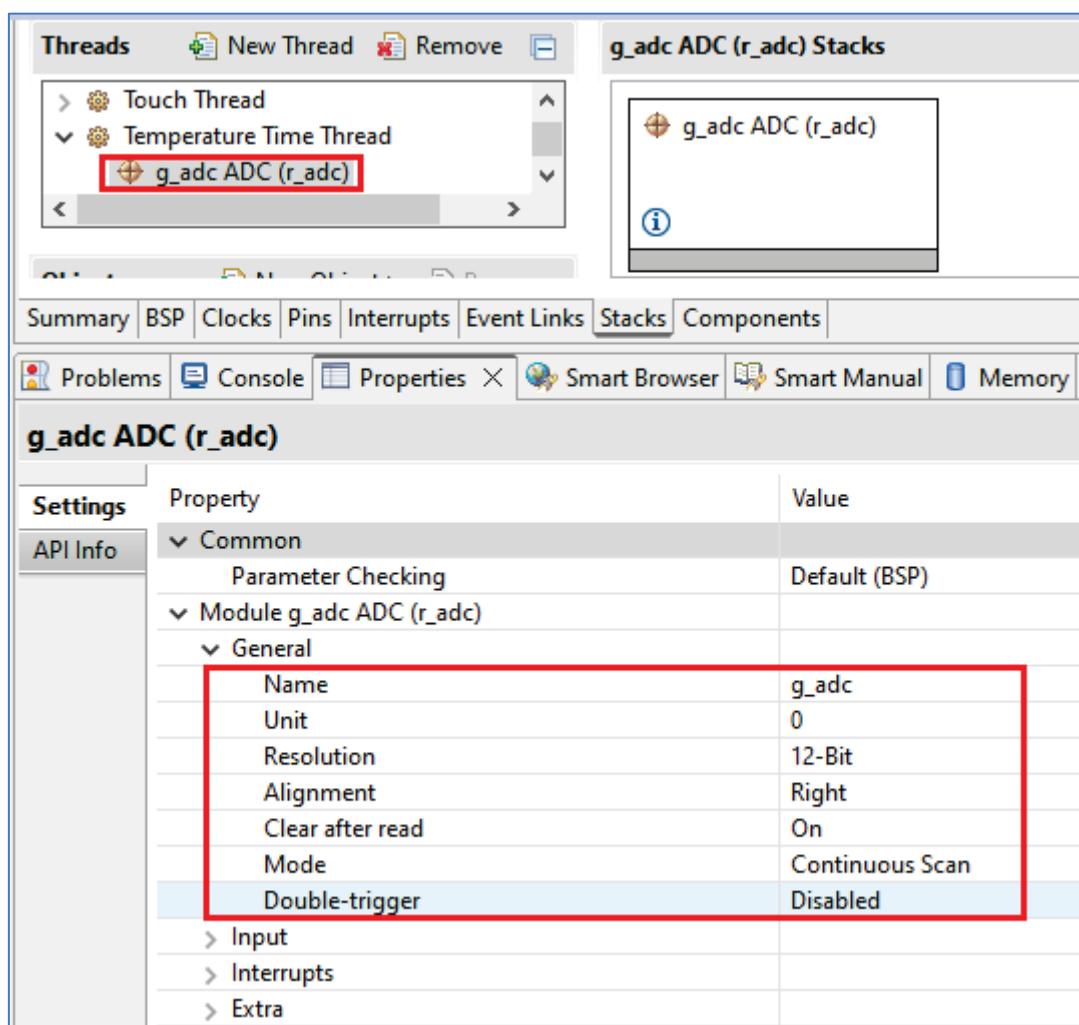 Threads New Thread Remove
g_adc ADC (r_adc) Stacks
Touch Thread
Temperature Time Thread
g_adc ADC (r_adc)
g_adc ADC (r_adc)
Summary BSP Clocks Pins Interrupts Event Links Stacks Components
Problems Console Properties Smart Browser Smart Manual Memory
g_adc ADC (r_adc)
Settings
API Info
Property Value
Common
Parameter Checking Default (BSP)
Module g_adc ADC (r_adc)
General
Name g_adc
Unit 0
Resolution 12-Bit
Alignment Right
Clear after read On
Mode Continuous Scan
Double-trigger Disabled
Input
Interrupts
Extra